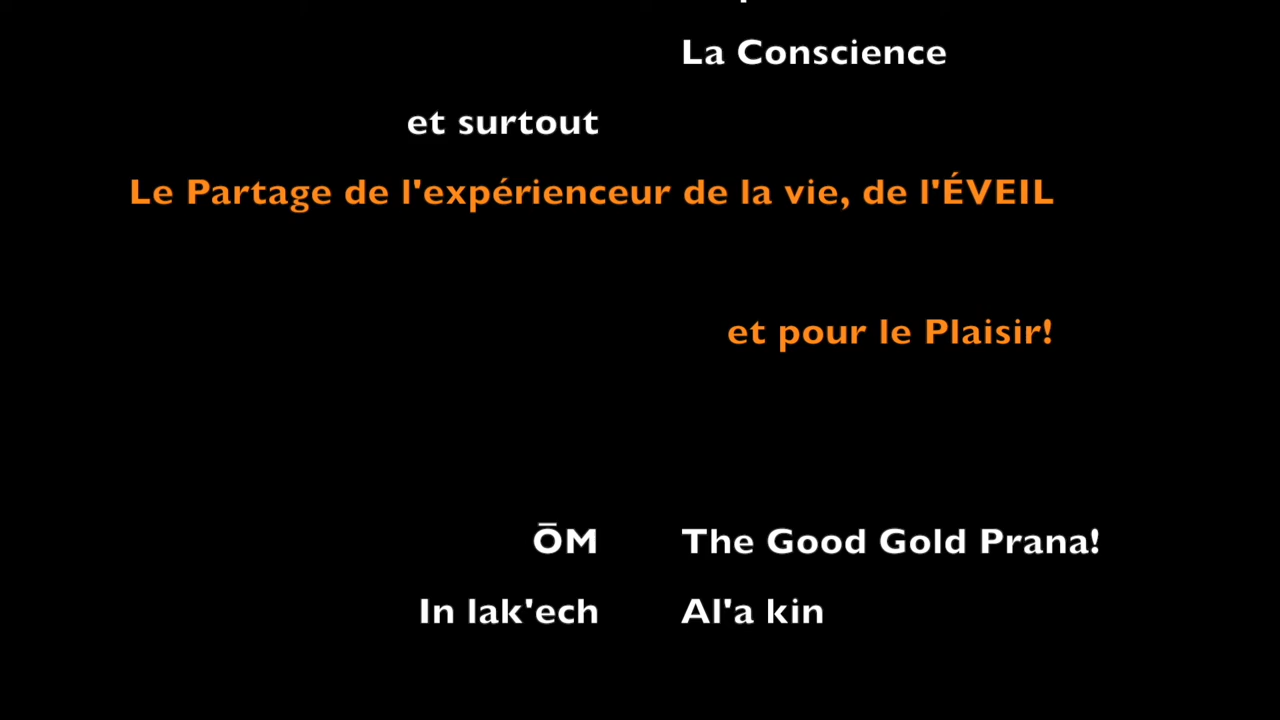 La Conscience
et surtout
Le Partage de l'expérienceur de la vie, de l'ÉVEIL
et pour le Plaisir!
ŌM The Good Gold Prana!
In lak'ech Al'a kin